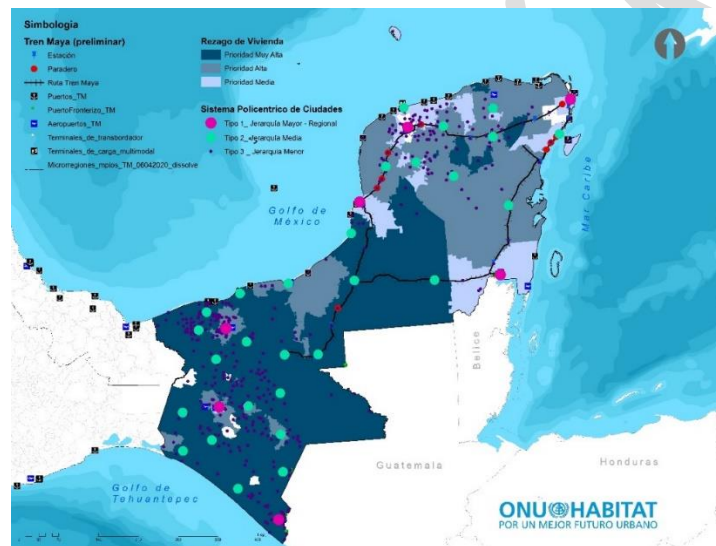 Simbologia
Tren Maya (preliminar)
Estación
Paradero
Ruta Tren Maya
Puertos_TM
PuertoFronterizo_TM
Aeropuertos_TM
Terminales_de_transbordador
Terminales_de_carga_multimodal
Microrregiones_mpios_TM_06042020_dissolve
Rezago de Vivienda
Prioridad Muy Alta
Prioridad Alta
Prioridad Media
Sistema Policentrico de Ciudades
Tipo 1_ Jerarquía Mayor - Regional
Tipo 2_ Jerarquía Media
Tipo 3 _ Jerarquía Menor
Golfo de
México
Mar Caribe
Belice
Guatemala
Honduras
Golfo de
Tehuantepec
ONU HABITAT
POR UN MEJOR FUTURO URBANO